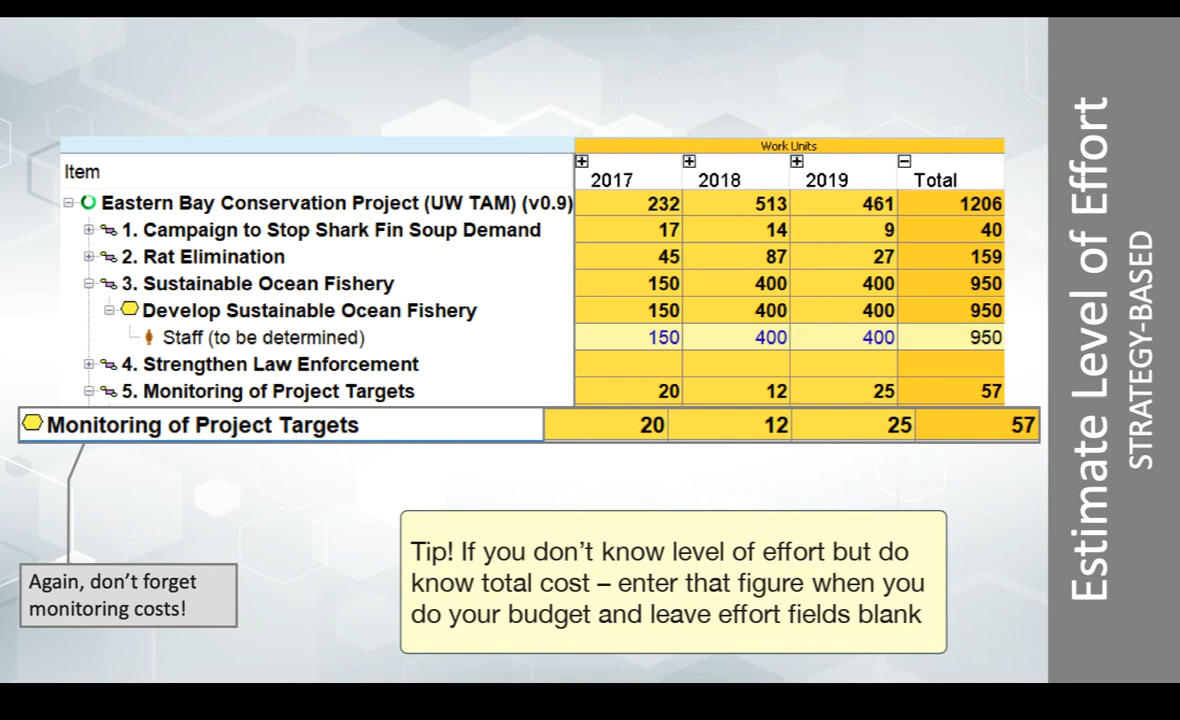 Work Units
Item 2017 2018 2019 Total
Eastern Bay Conservation Project (UW TAM) (v0.9) 232 513 461 1206
1. Campaign to Stop Shark Fin Soup Demand 17 14 9 40
2. Rat Elimination 45 87 27 159
3. Sustainable Ocean Fishery 150 400 400 950
Develop Sustainable Ocean Fishery 150 400 400 950
Staff (to be determined) 150 400 400 950
4. Strengthen Law Enforcement
5. Monitoring of Project Targets 20 12 25 57
Monitoring of Project Targets 20 12 25 57
Again, don't forget
monitoring costs!
Tip! If you don't know level of effort but do
know total cost – enter that figure when you
do your budget and leave effort fields blank
Estimate Level of Effort
STRATEGY-BASED